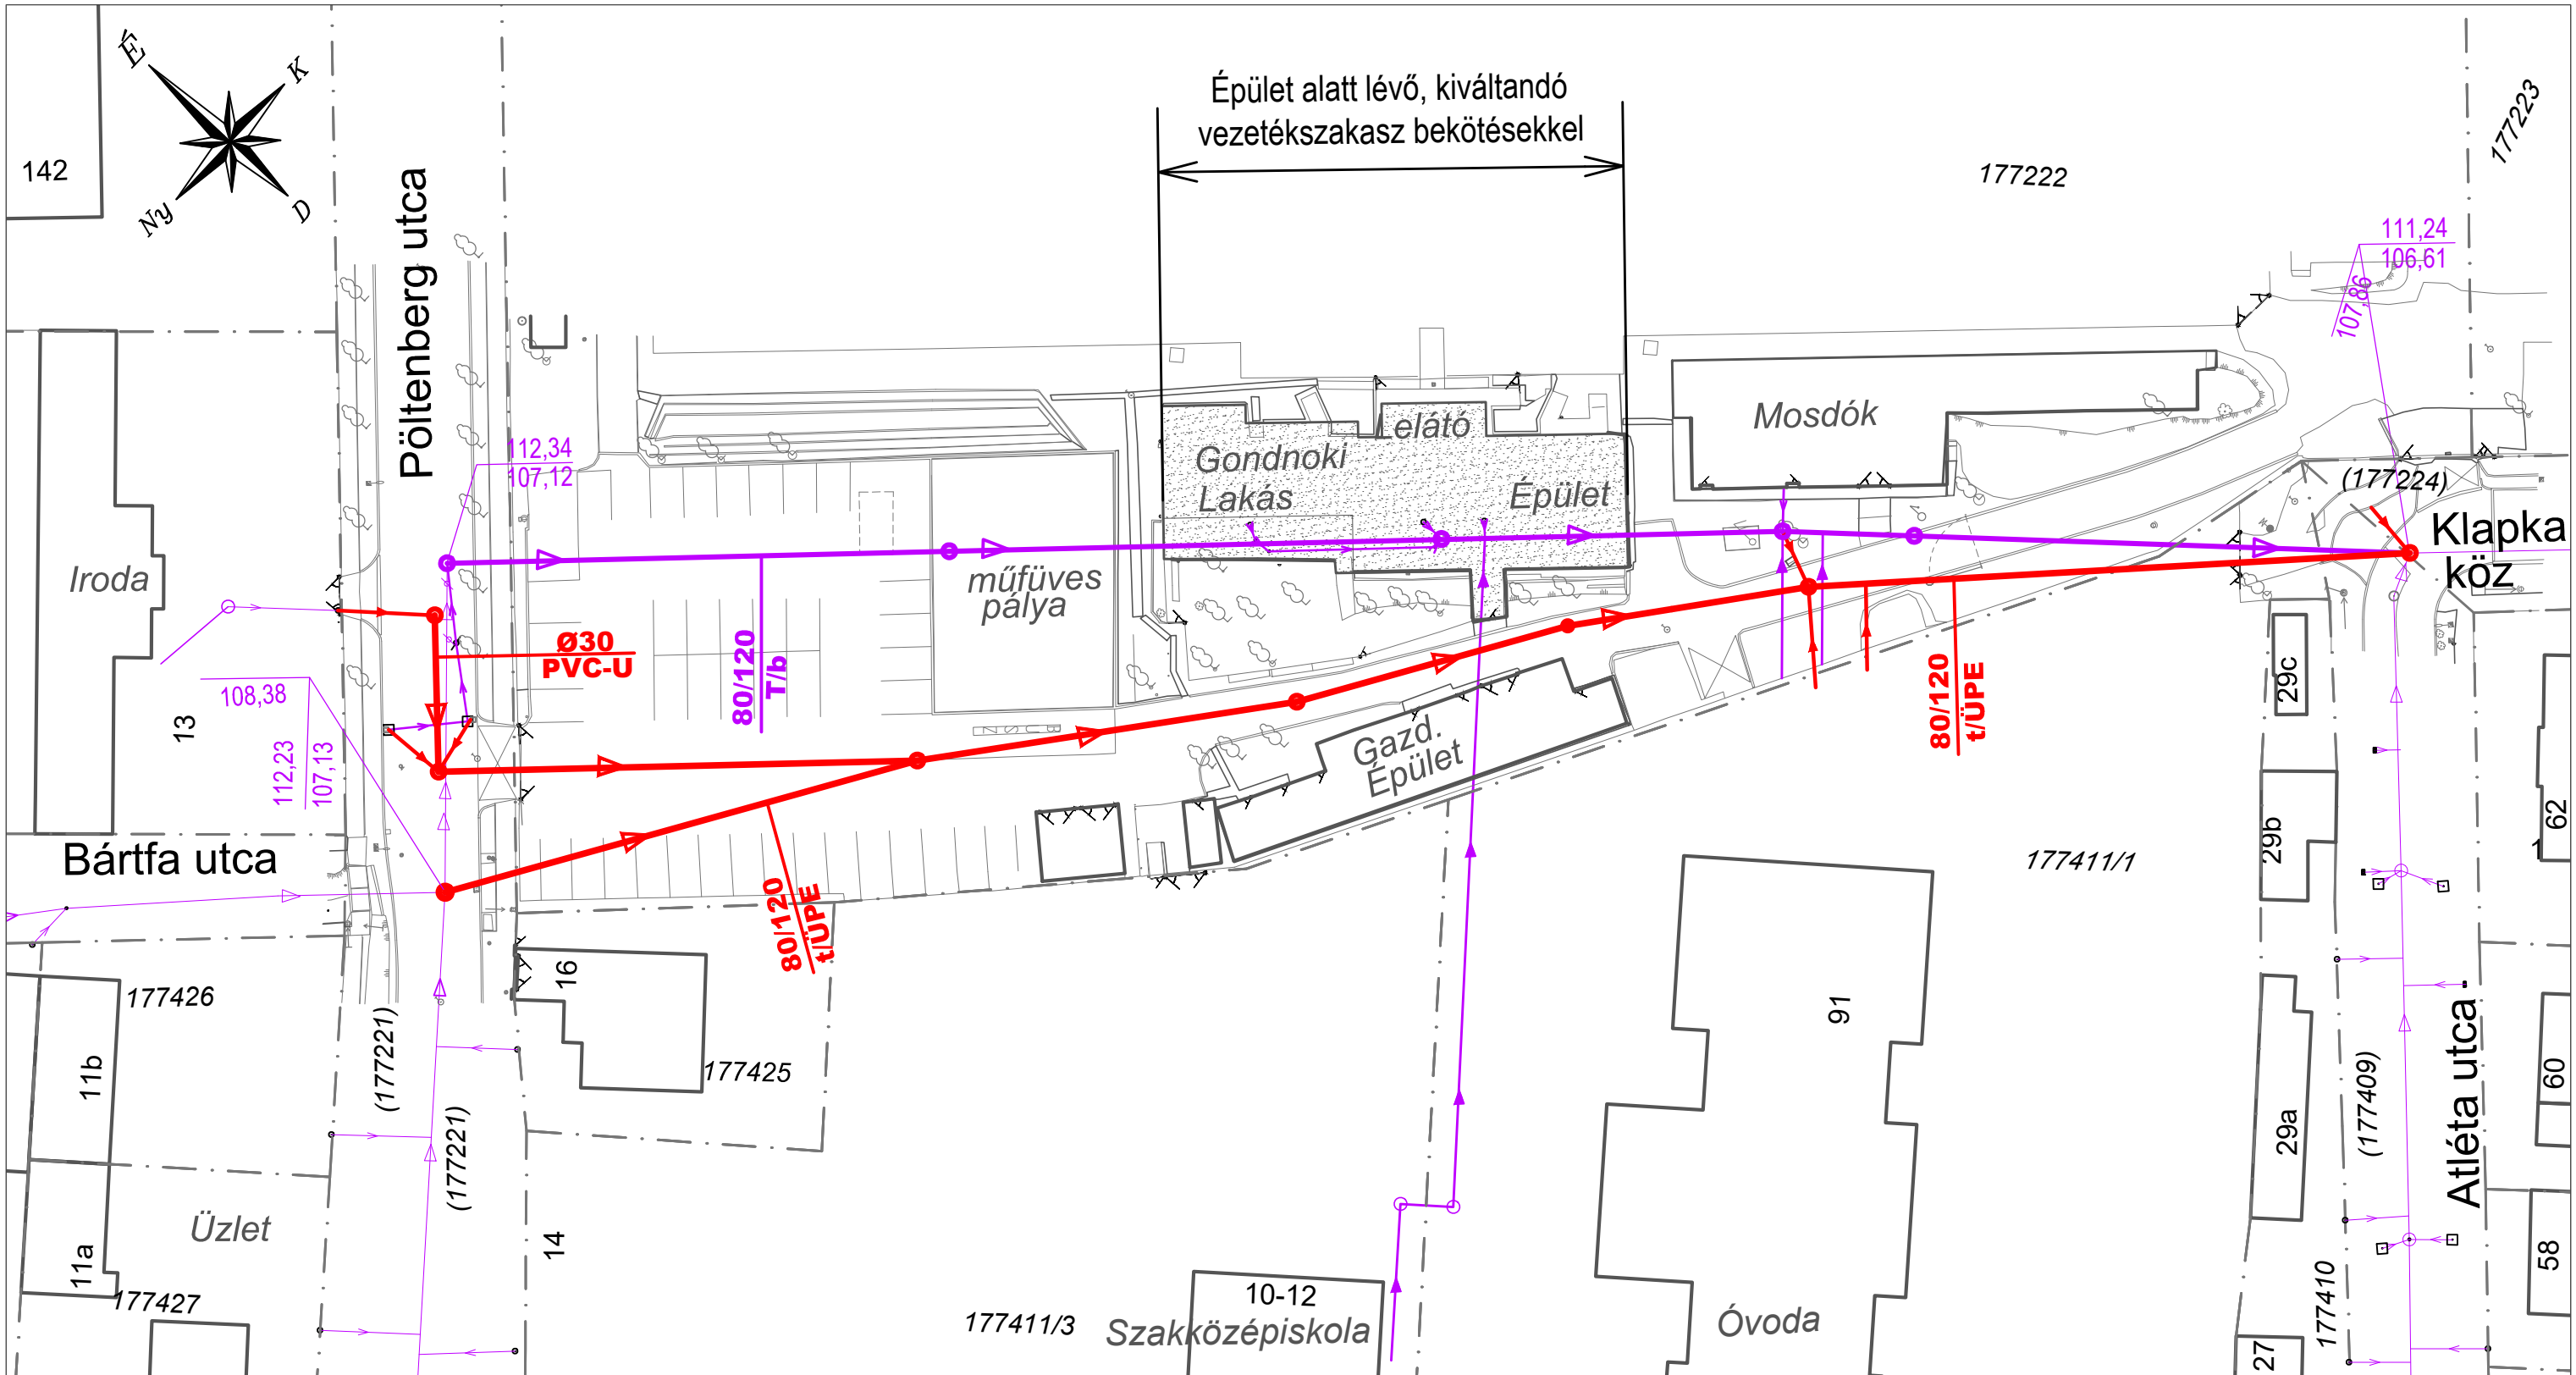 É
K
Ny
D
142
Pöltenberg utca
Épület alatt lévő, kiváltandó
vezetékszakasz bekötésekkel
177222
177223
111,24
106,61
107,86
112,34
107,12
Gondnoki
Lakás
Lelátó
Épület
Mosdók
(177224)
Klapka
köz
Iroda
műfüves
pálya
Ø30
PVC-U
80/120
T/b
80/120
t/ÜPE
108,38
112,23
107,13
13
Gazd.
Épület
29c
29b
62
Bártfa utca
80/120
t/ÜPE
177411/1
177426
16
177425
91
11b
(177221)
(177221)
Atléta utca
(177409)
60
29a
Üzlet
14
11a
177427
10-12
Szakközépiskola
177411/3
Óvoda
177410
58
27